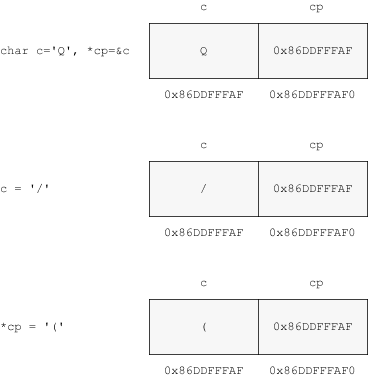 c cp
char c='Q', *cp=&c Q 0x86DDFFFAF
0x86DDFFFAF 0x86DDFFFAF0
c cp
c = '/' / 0x86DDFFFAF
0x86DDFFFAF 0x86DDFFFAF0
c cp
*cp = '(' ( 0x86DDFFFAF
0x86DDFFFAF 0x86DDFFFAF0